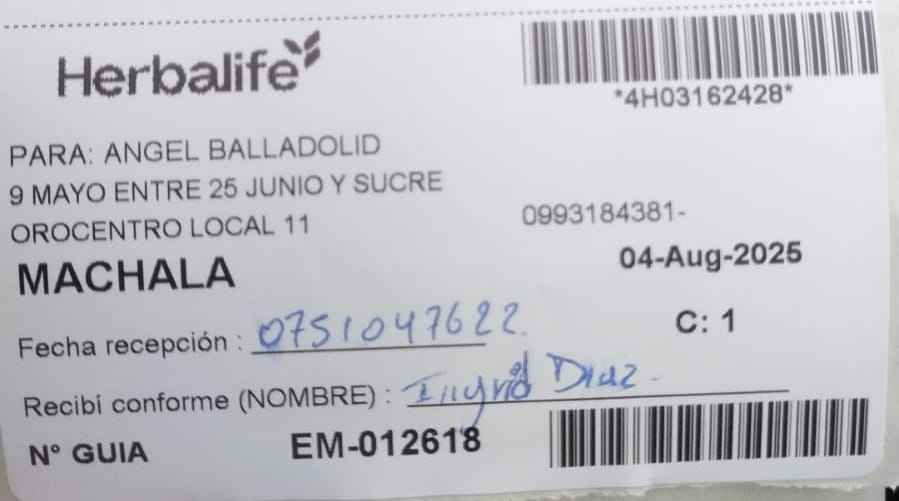 Herbalife
*4H03162428*
PARA: ANGEL BALLADOLID
9 MAYO ENTRE 25 JUNIO Y SUCRE
OROCENTRO LOCAL 11
0993184381-
MACHALA
04-Aug-2025
Fecha recepción : 0751047622.
C: 1
Recibí conforme (NOMBRE) : Ingrid Diaz.
N° GUIA EM-012618